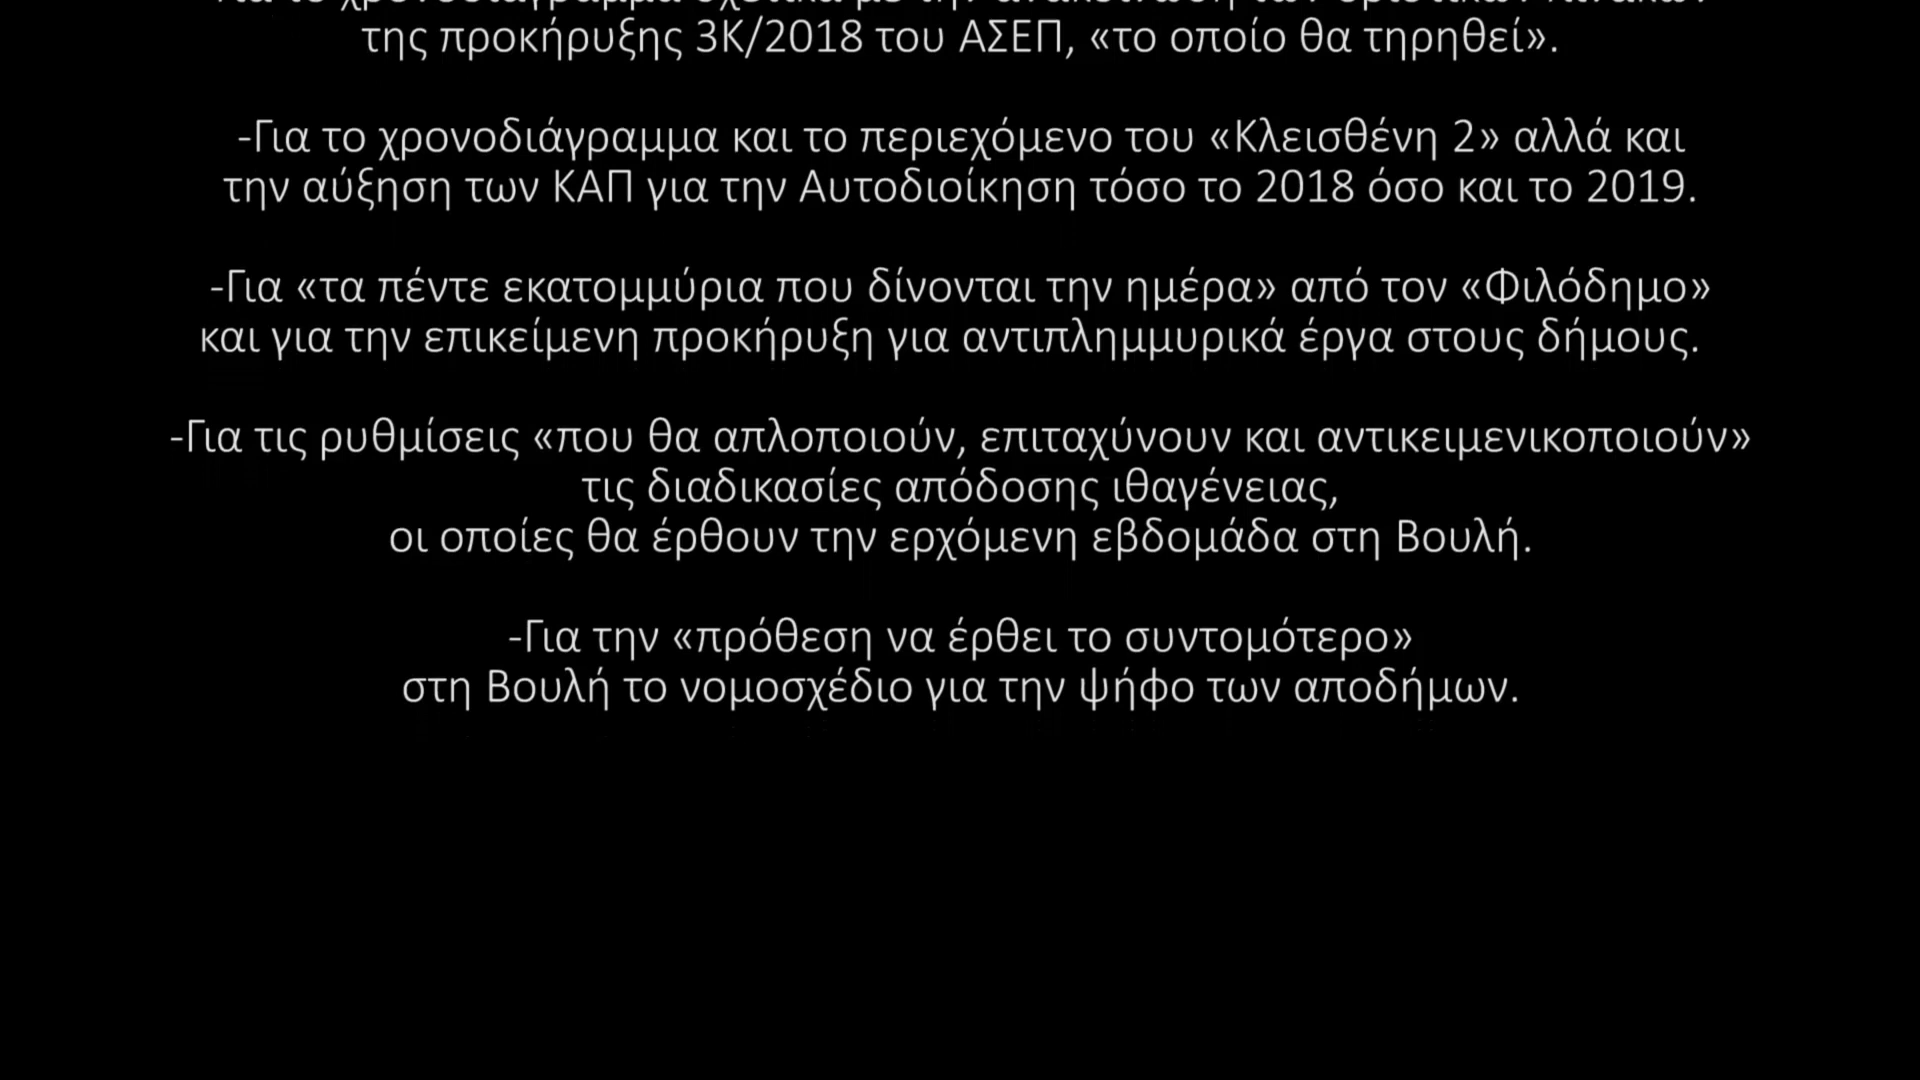 της προκήρυξης 3Κ/2018 του ΑΣΕΠ, «το οποίο θα τηρηθεί».
-Για το χρονοδιάγραμμα και το περιεχόμενο του «Κλεισθένη 2» αλλά και
την αύξηση των ΚΑΠ για την Αυτοδιοίκηση τόσο το 2018 όσο και το 2019.
-Για «τα πέντε εκατομμύρια που δίνονται την ημέρα» από τον «Φιλόδημο»
και για την επικείμενη προκήρυξη για αντιπλημμυρικά έργα στους δήμους.
-Για τις ρυθμίσεις «που θα απλοποιούν, επιταχύνουν και αντικειμενικοποιούν»
τις διαδικασίες απόδοσης ιθαγένειας,
οι οποίες θα έρθουν την ερχόμενη εβδομάδα στη Βουλή.
-Για την «πρόθεση να έρθει το συντομότερο»
στη Βουλή το νομοσχέδιο για την ψήφο των αποδήμων.